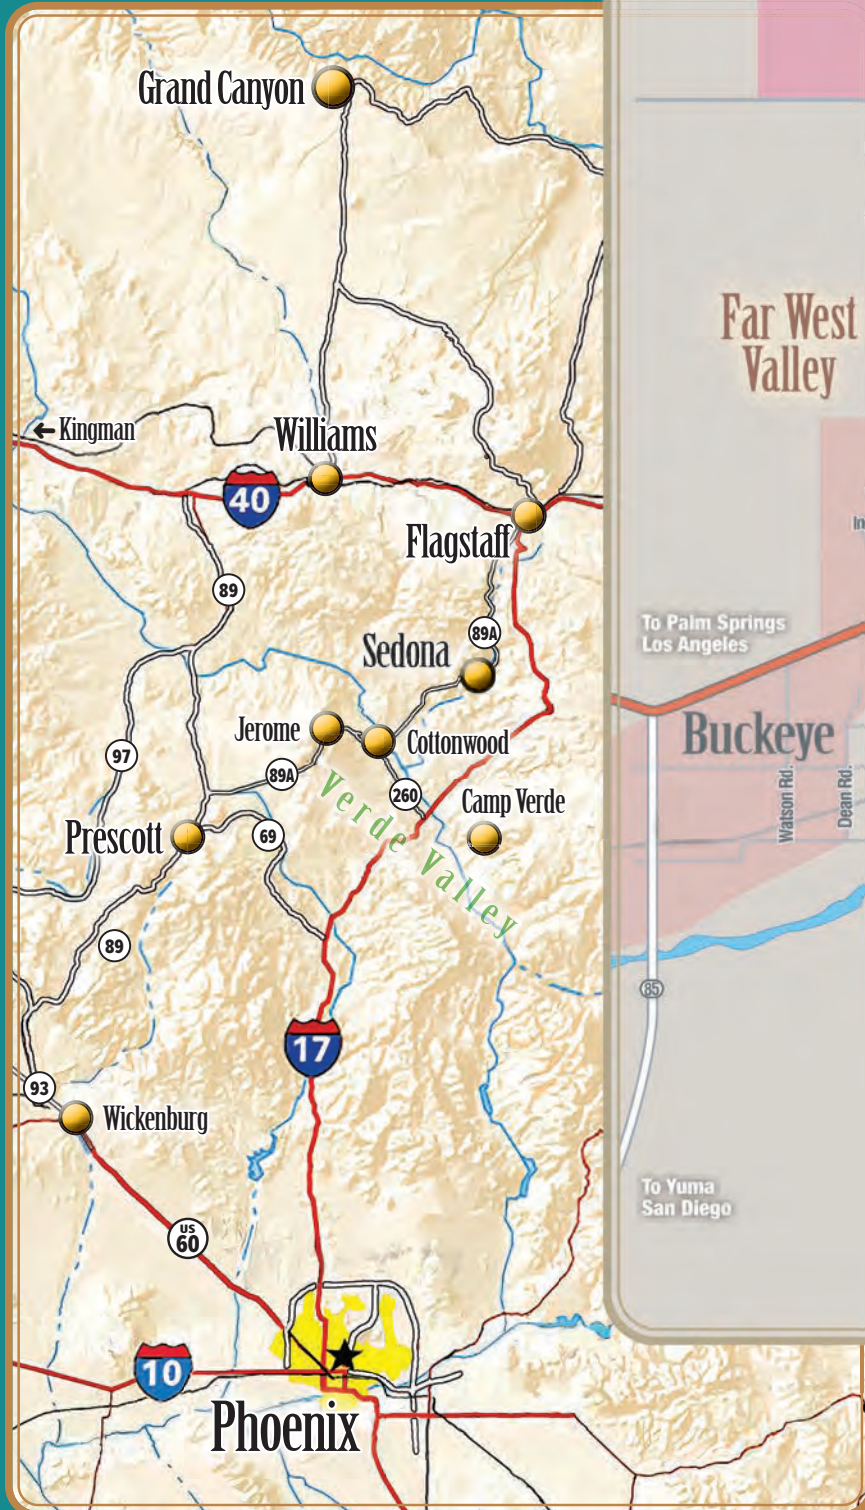 Grand Canyon
← Kingman
Williams
40
Flagstaff
89
89A
Sedona
Jerome
Cottonwood
97
89A
260
Camp Verde
Verde Valley
Prescott
69
89
17
93
Wickenburg
US
60
10
Phoenix
Far West
Valley
In
To Palm Springs
Los Angeles
Buckeye
Watson Rd.
Dean Rd.
85
To Yuma
San Diego